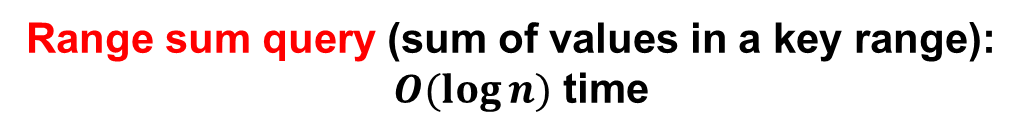 Range sum query (sum of values in a key range):
O(log n) time